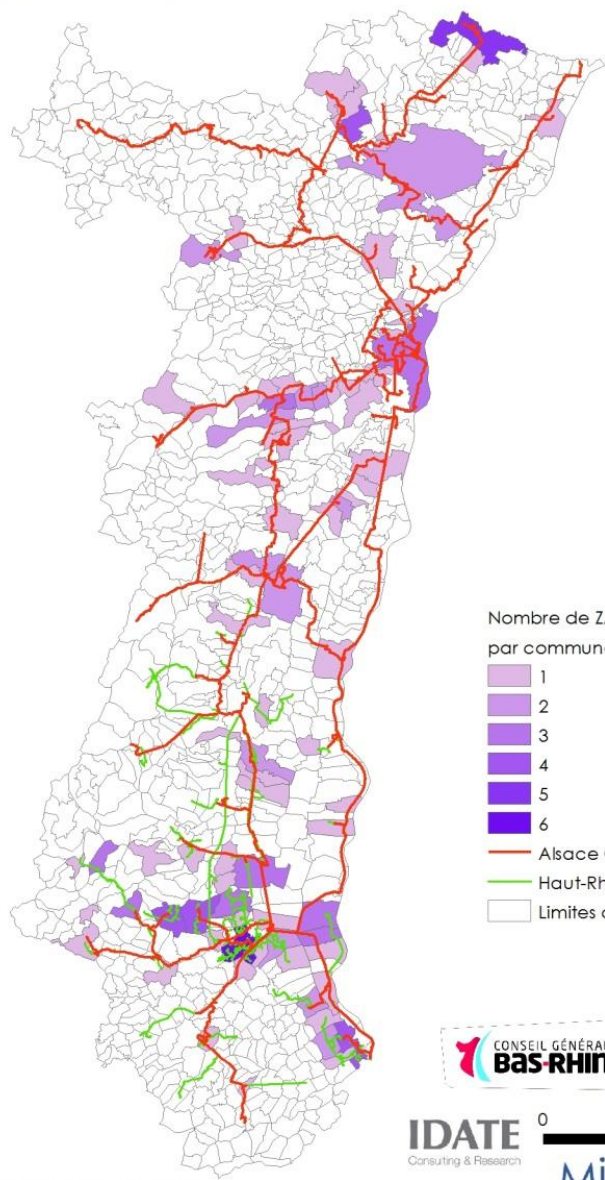 Nombre de Z
par commun
1
2
3
4
5
6
Alsace
Haut-Rh
Limites
CONSEIL GÉNÉRAL
BAS-RHIN
IDATE
Consulting & Research
0
Mi